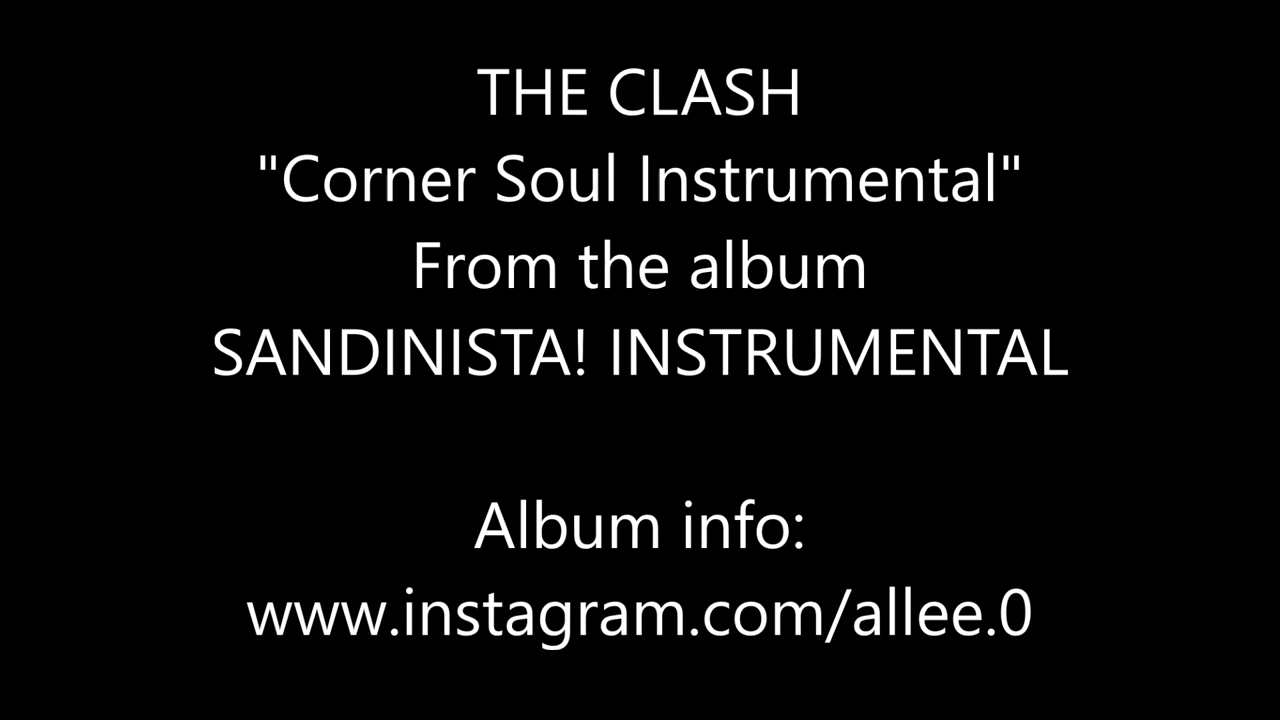 THE CLASH
"Corner Soul Instrumental"
From the album
SANDINISTA! INSTRUMENTAL
Album info:
www.instagram.com/allee.0